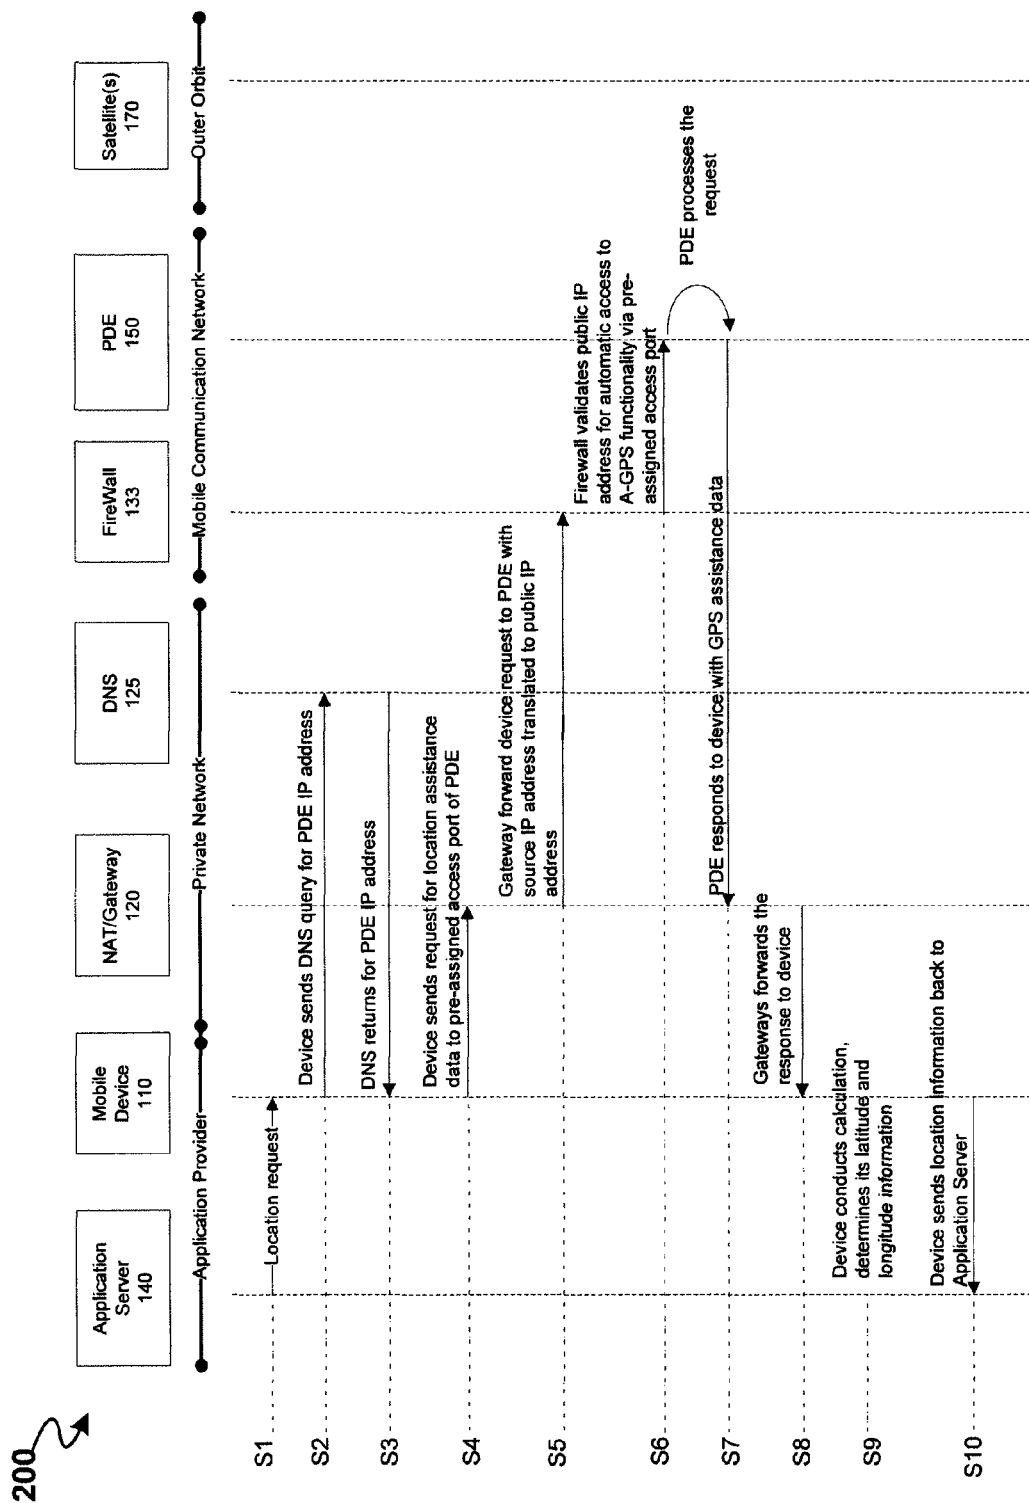 200
Application
Server
140
Mobile
Device
110
NAT/Gateway
120
DNS
125
FireWall
133
PDE
150
Satellite(s)
170
Application Provider
Private Network
Mobile Communication Network
Outer Orbit
S1
Location request
S2
Device sends DNS query for PDE IP address
S3
DNS returns for PDE IP address
S4
Device sends request for location assistance
data to pre-assigned access port of PDE
S5
Gateway forward device request to PDE with
source IP address translated to public IP
address
S6
Firewall validates public IP
address for automatic access to
A-GPS functionality via pre-
assigned access port
PDE processes the
request
S7
PDE responds to device with GPS assistance data
S8
Gateways forwards the
response to device
S9
Device conducts calculation,
determines its latitude and
longitude information
S10
Device sends location information back to
Application Server